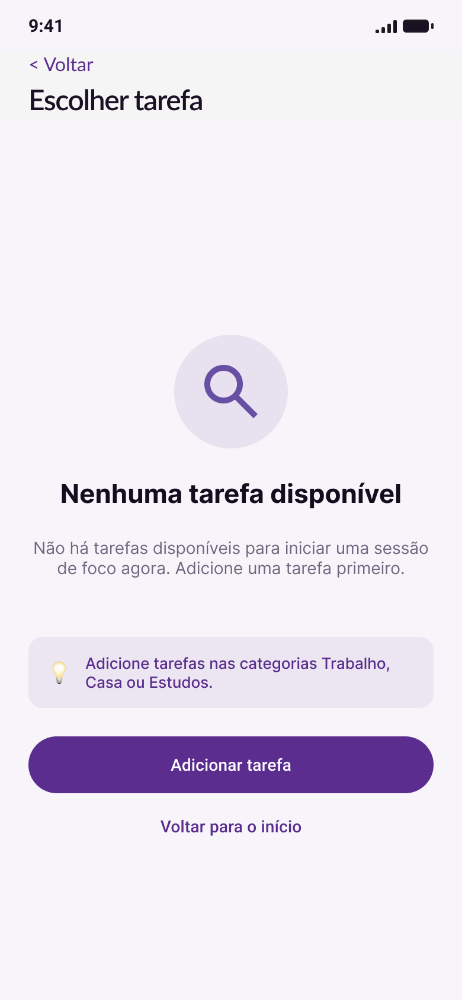 9:41
< Voltar
Escolher tarefa
Nenhuma tarefa disponível
Não há tarefas disponíveis para iniciar uma sessão
de foco agora. Adicione uma tarefa primeiro.
Adicione tarefas nas categorias Trabalho,
Casa ou Estudos.
Adicionar tarefa
Voltar para o início